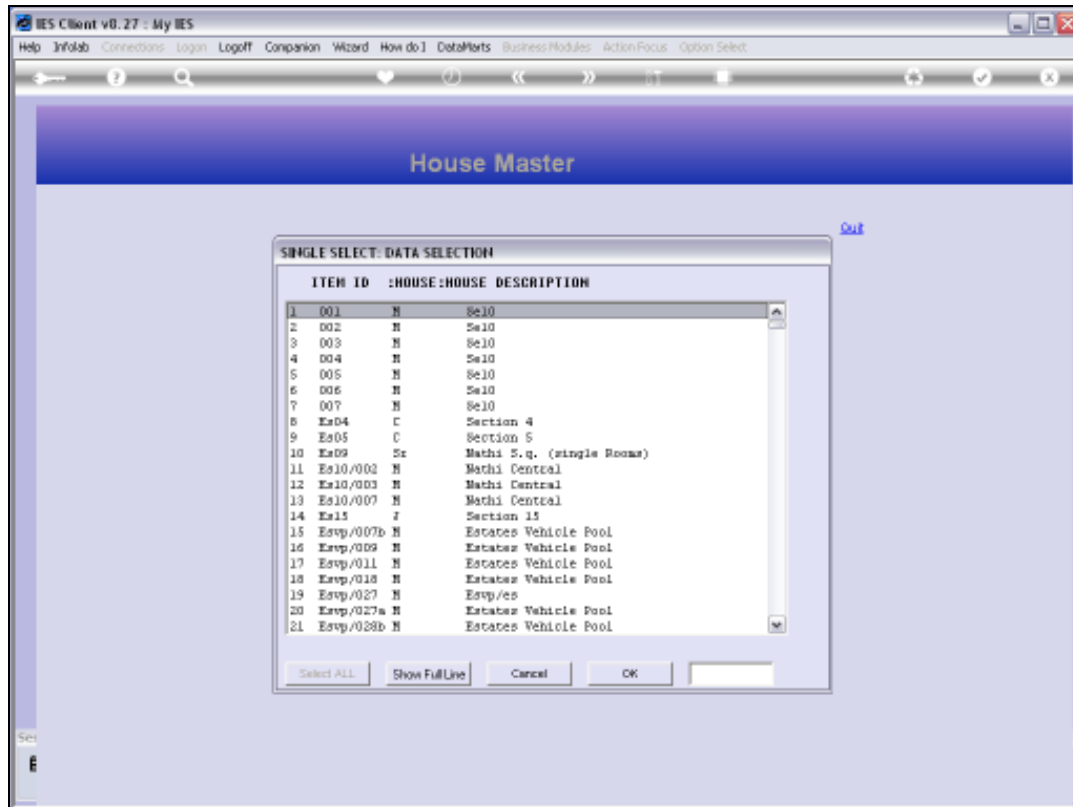 IES Client v8.27 : My IES
Help Infolab Connections Logon Logoff Companion Wizard How do I DataMarts Business Modules Action Focus Option Select
House Master
Quit
SINGLE SELECT: DATA SELECTION
ITEM ID :HOUSE:HOUSE DESCRIPTION
1 001 N Se10
2 002 N Se10
3 003 N Se10
4 004 N Se10
5 005 N Se10
6 006 N Se10
7 007 N Se10
8 Es04 C Section 4
9 Es05 C Section 5
10 Es09 Sr Nathi S.q. (single Rooms)
11 Es10/002 N Nathi Central
12 Es10/003 N Nathi Central
13 Es10/007 N Nathi Central
14 Es15 J Section 15
15 Esvp/007b N Estates Vehicle Pool
16 Esvp/009 N Estates Vehicle Pool
17 Esvp/011 N Estates Vehicle Pool
18 Esvp/018 N Estates Vehicle Pool
19 Esvp/027 N Esvp/es
20 Esvp/027a N Estates Vehicle Pool
21 Esvp/028b N Estates Vehicle Pool
Select ALL Show Full Line Cancel OK
Se